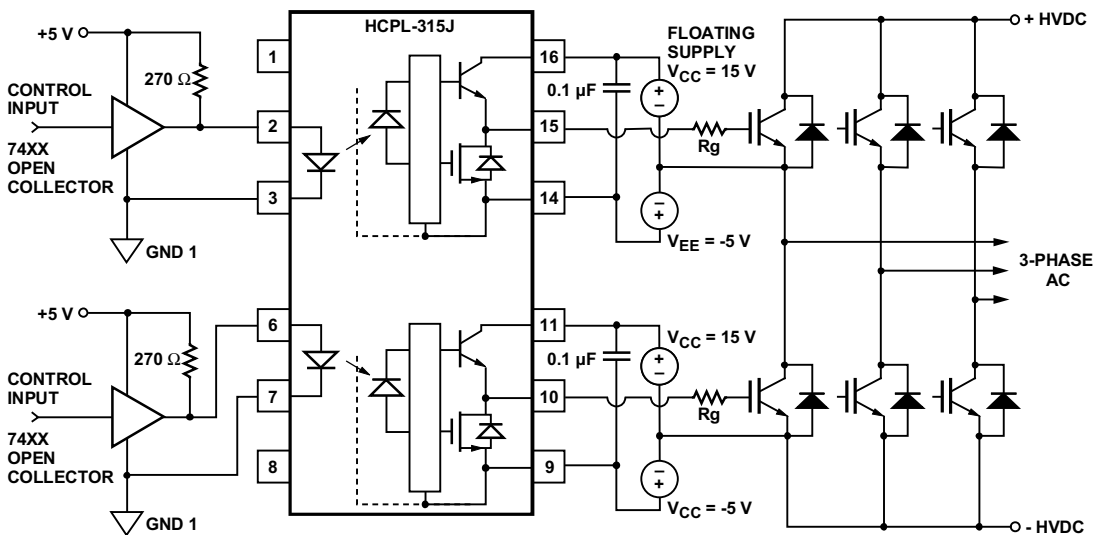 HCPL-315J
+5 V
270 Ω
CONTROL
INPUT
74XX
OPEN
COLLECTOR
GND 1
1
2
3
16
15
14
0.1 µF
FLOATING
SUPPLY
VCC = 15 V
+
−
Rg
−
+
VEE = -5 V
+ HVDC
3-PHASE
AC
+5 V
270 Ω
CONTROL
INPUT
74XX
OPEN
COLLECTOR
GND 1
6
7
8
11
10
9
0.1 µF
VCC = 15 V
+
−
Rg
−
+
VCC = -5 V
- HVDC